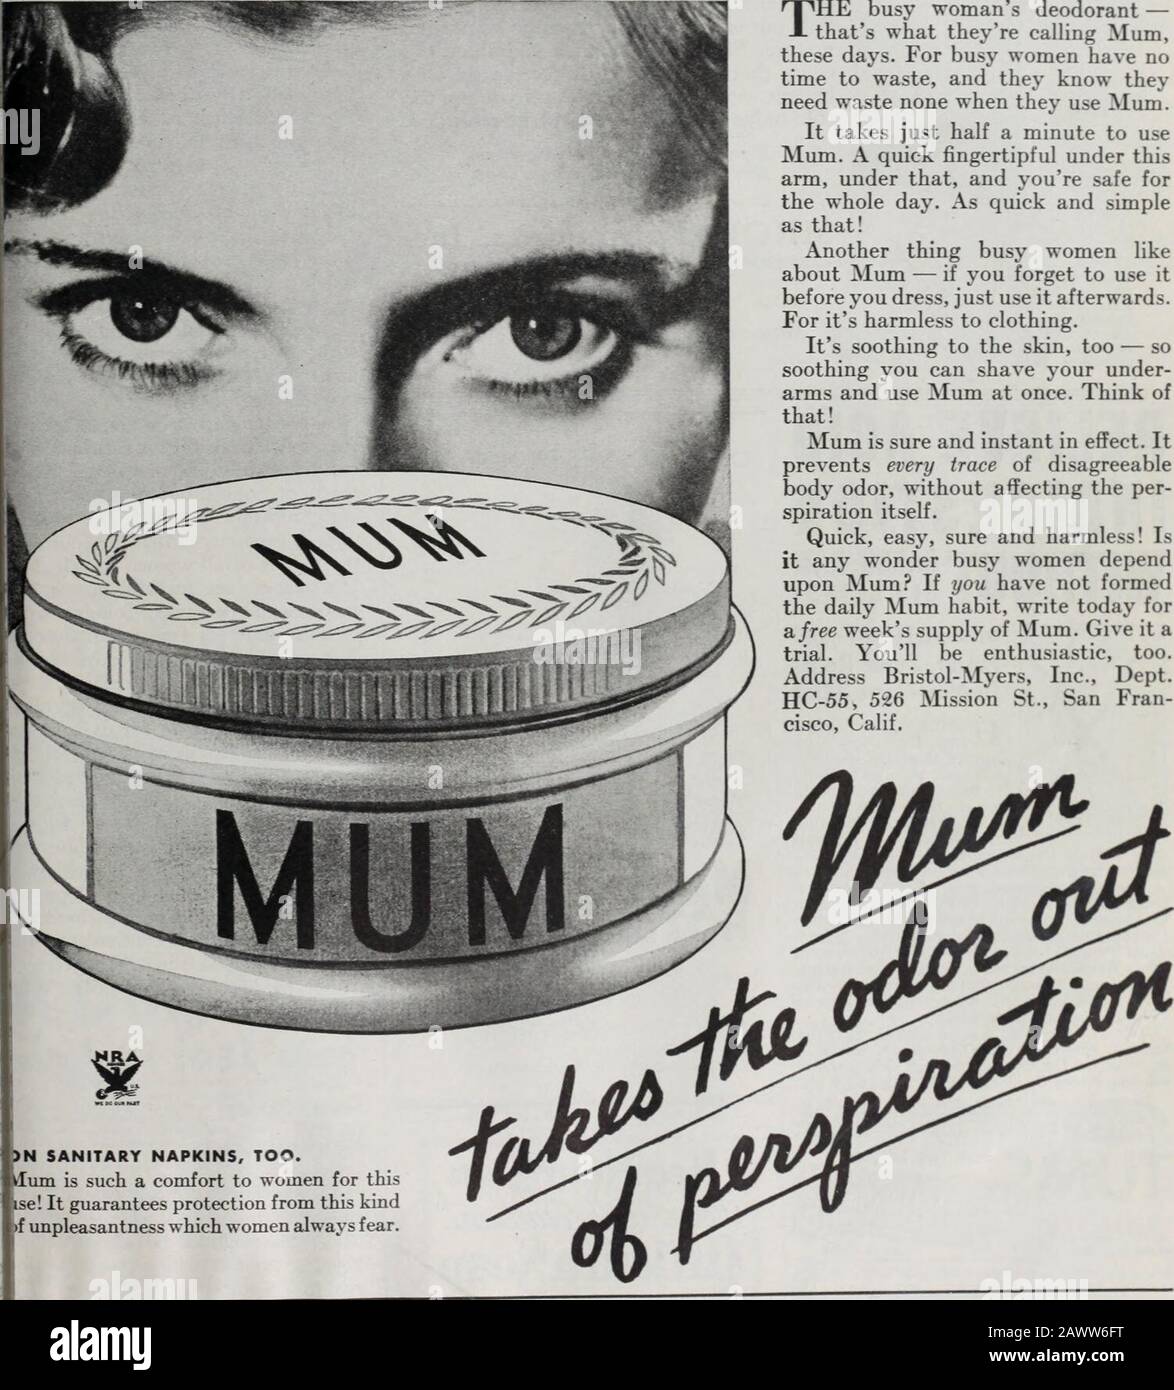 THE busy woman's deodorant —
that's what they're calling Mum,
these days. For busy women have no
time to waste, and they know they
need waste none when they use Mum.
It takes just half a minute to use
Mum. A quick fingertipful under this
arm, under that, and you're safe for
the whole day. As quick and simple
as that!
Another thing busy women like
about Mum — if you forget to use it
before you dress, just use it afterwards.
For it's harmless to clothing.
It's soothing to the skin, too — so
soothing you can shave your under-
arms and use Mum at once. Think of
that!
Mum is sure and instant in effect. It
prevents every trace of disagreeable
body odor, without affecting the per-
spiration itself.
Quick, easy, sure and harmless! Is
it any wonder busy women depend
upon Mum? If you have not formed
the daily Mum habit, write today for
a free week's supply of Mum. Give it a
trial. You'll be enthusiastic, too.
Address Bristol-Myers, Inc., Dept.
HC-55, 526 Mission St., San Fran-
cisco, Calif.
MUM
MUM
Mum
takes the odor out
of perspiration
NRA
U.S.
WE DO OUR PART
ON SANITARY NAPKINS, TOO.
Mum is such a comfort to women for this
use! It guarantees protection from this kind
of unpleasantness which women always fear.
alamy
alamy
Image ID: 2AWW6FT
www.alamy.com